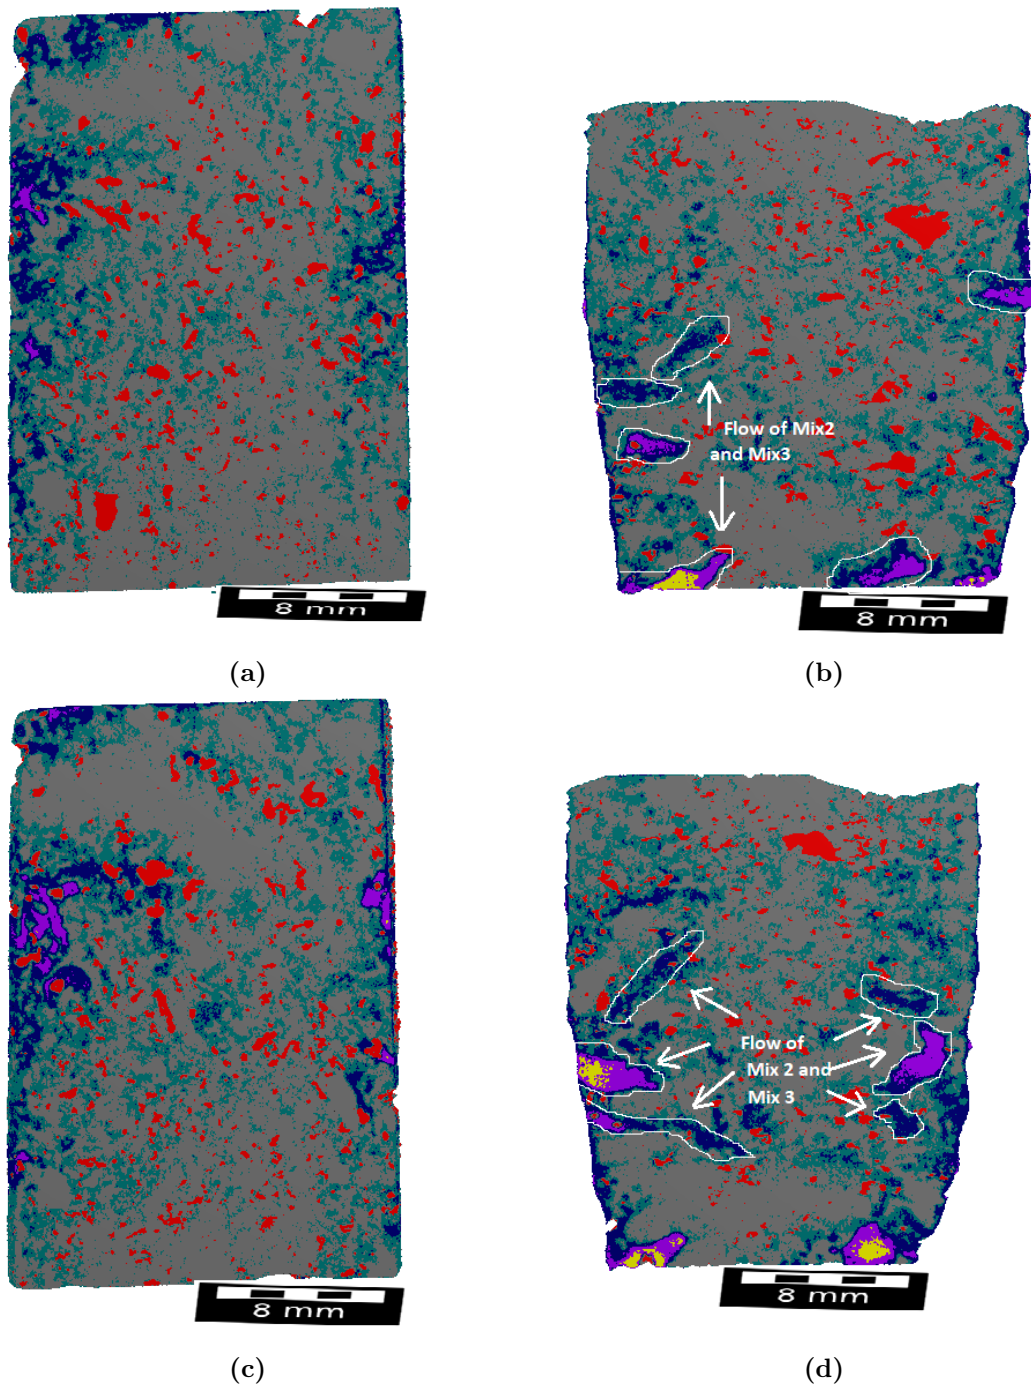 8 mm
8 mm
Flow of Mix2
and Mix3
(a)
(b)
8 mm
8 mm
Flow of
Mix 2 and
Mix 3
(c)
(d)